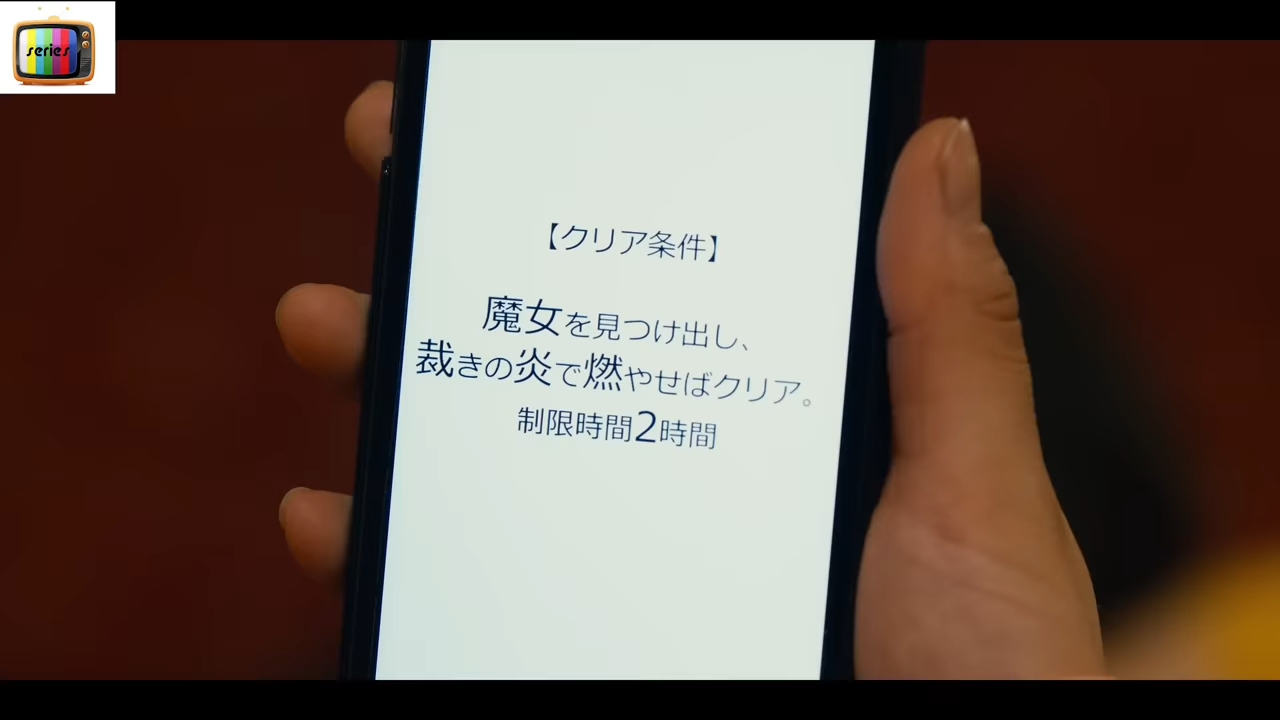 series
【クリア条件】
魔女を見つけ出し、
裁きの炎で燃やせばクリア。
制限時間2時間